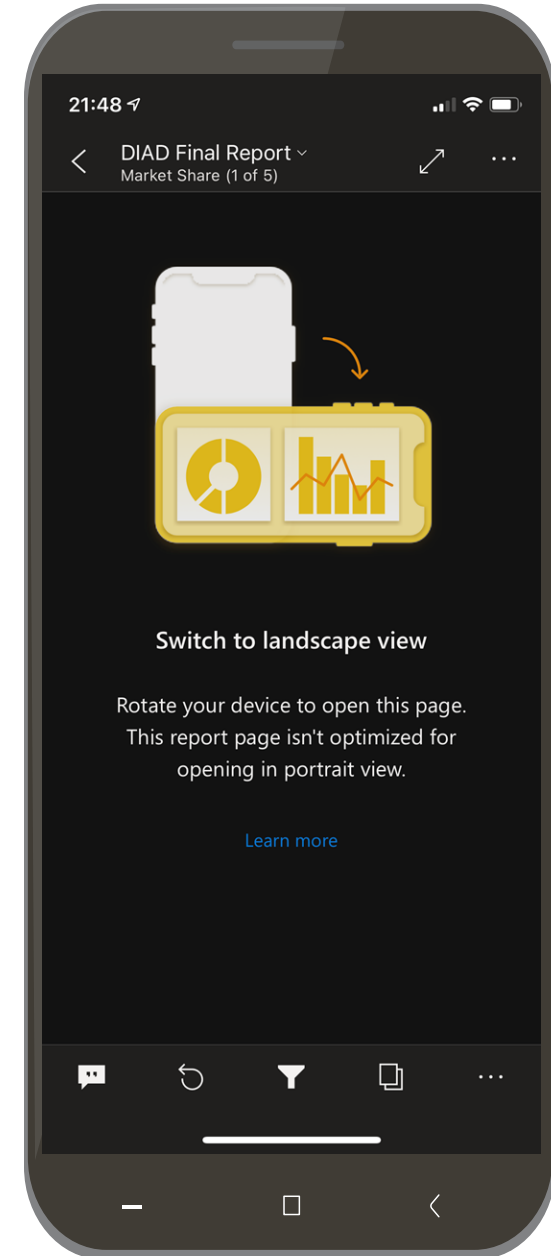 21:48
DIAD Final Report
Market Share (1 of 5)
Switch to landscape view
Rotate your device to open this page.
This report page isn't optimized for
opening in portrait view.
Learn more